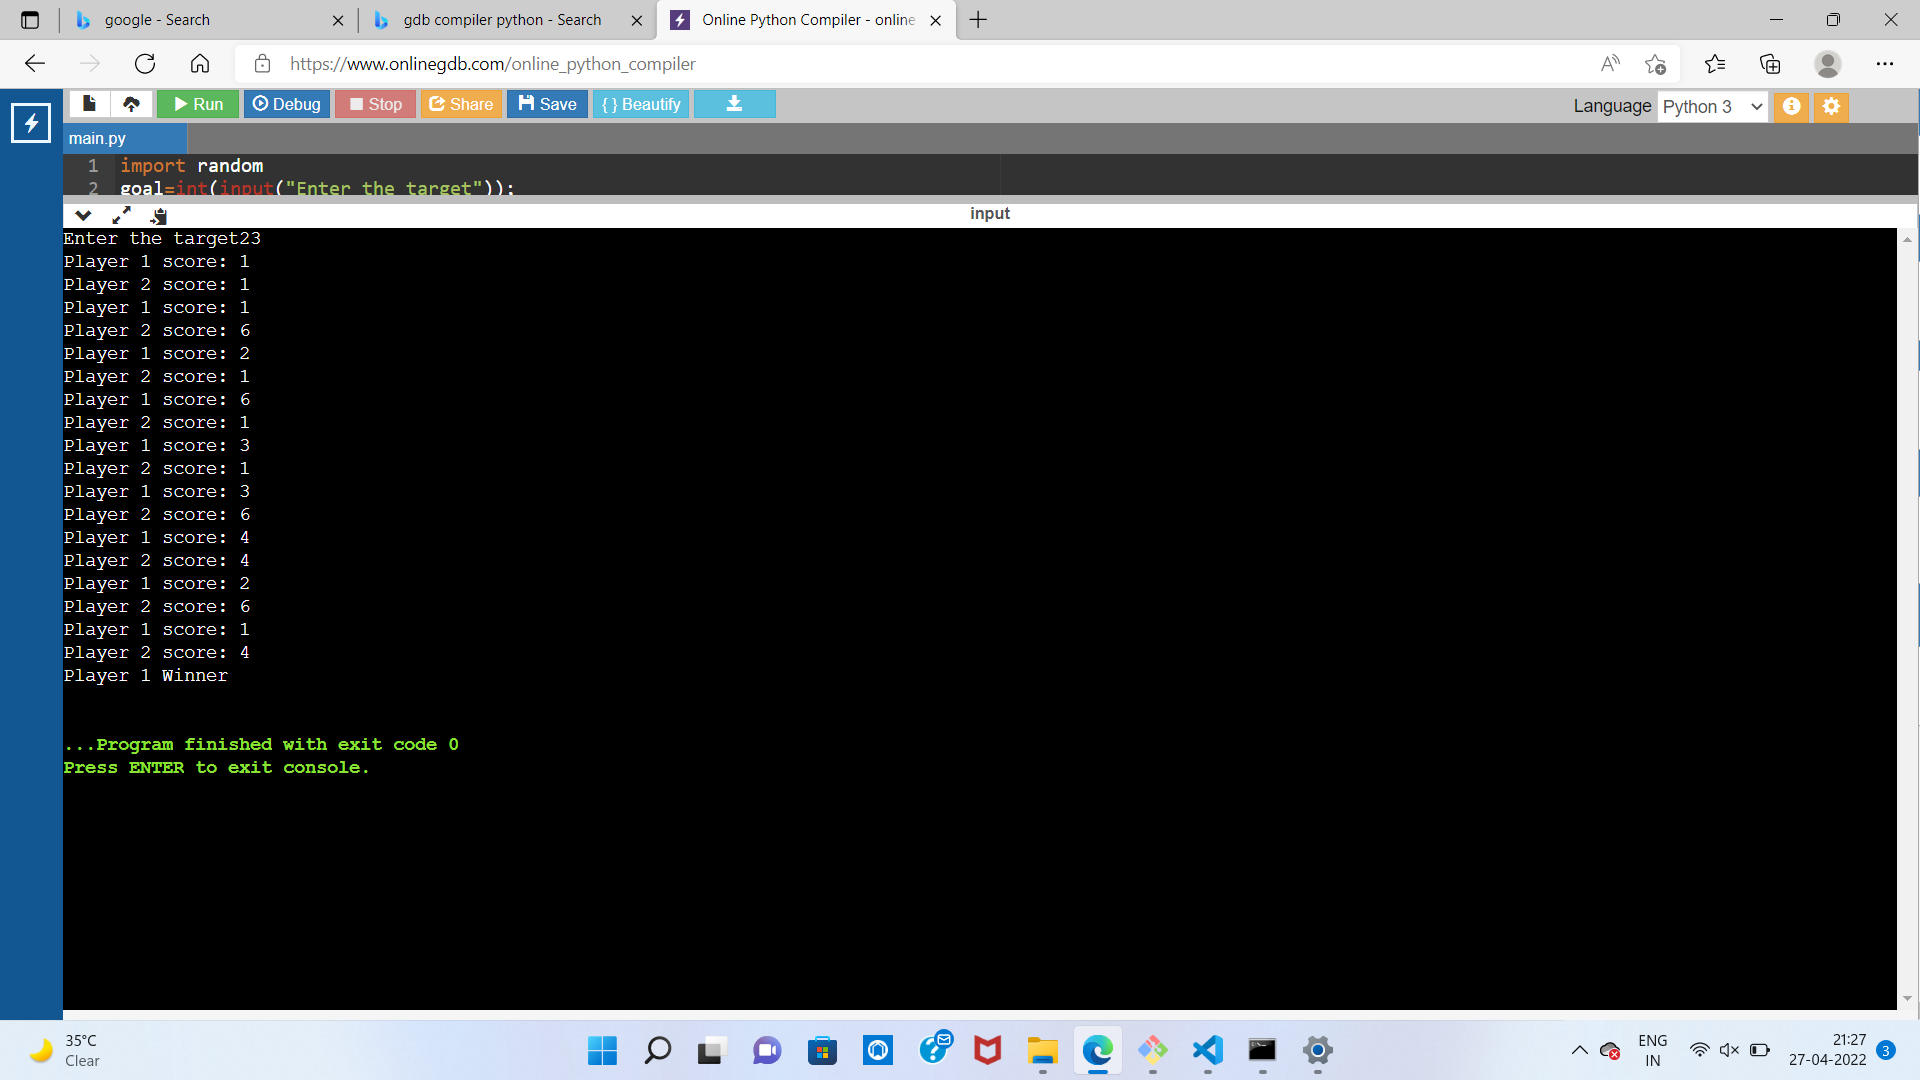 google - Search
gdb compiler python - Search
Online Python Compiler - online
https://www.onlinegdb.com/online_python_compiler
Run Debug Stop Share Save { } Beautify
Language Python 3
main.py
1 import random
2 goal=int(input("Enter the target"));
input
Enter the target23
Player 1 score: 1
Player 2 score: 1
Player 1 score: 1
Player 2 score: 6
Player 1 score: 2
Player 2 score: 1
Player 1 score: 6
Player 2 score: 1
Player 1 score: 3
Player 2 score: 1
Player 1 score: 3
Player 2 score: 6
Player 1 score: 4
Player 2 score: 4
Player 1 score: 2
Player 2 score: 6
Player 1 score: 1
Player 2 score: 4
Player 1 Winner
...Program finished with exit code 0
Press ENTER to exit console.
35°C
Clear
ENG
IN
21:27
27-04-2022
3